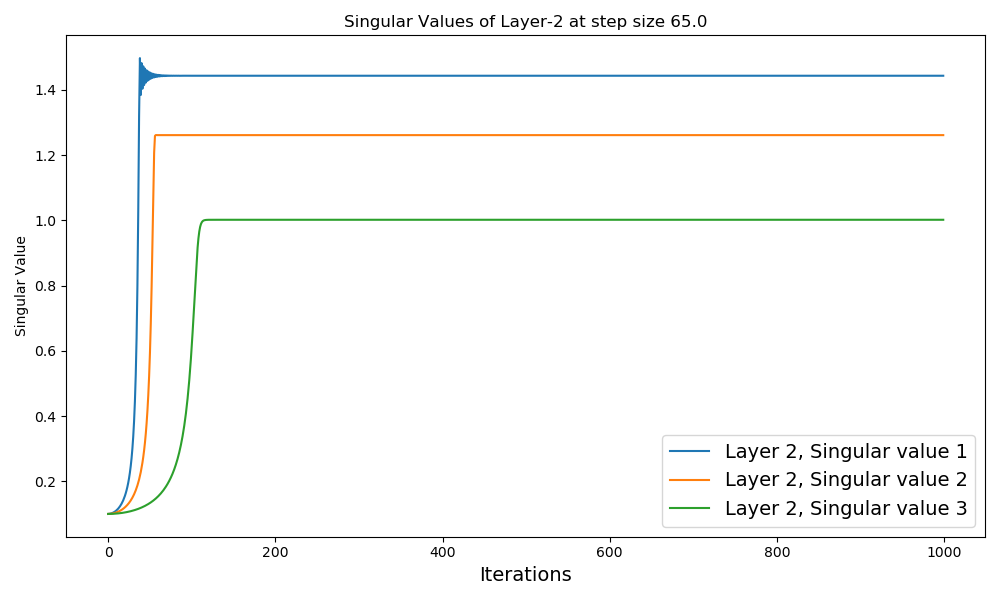 Singular Values of Layer-2 at step size 65.0
Singular Value
1.4
1.2
1.0
0.8
0.6
0.4
0.2
Layer 2, Singular value 1
Layer 2, Singular value 2
Layer 2, Singular value 3
0 200 400 600 800 1000
Iterations